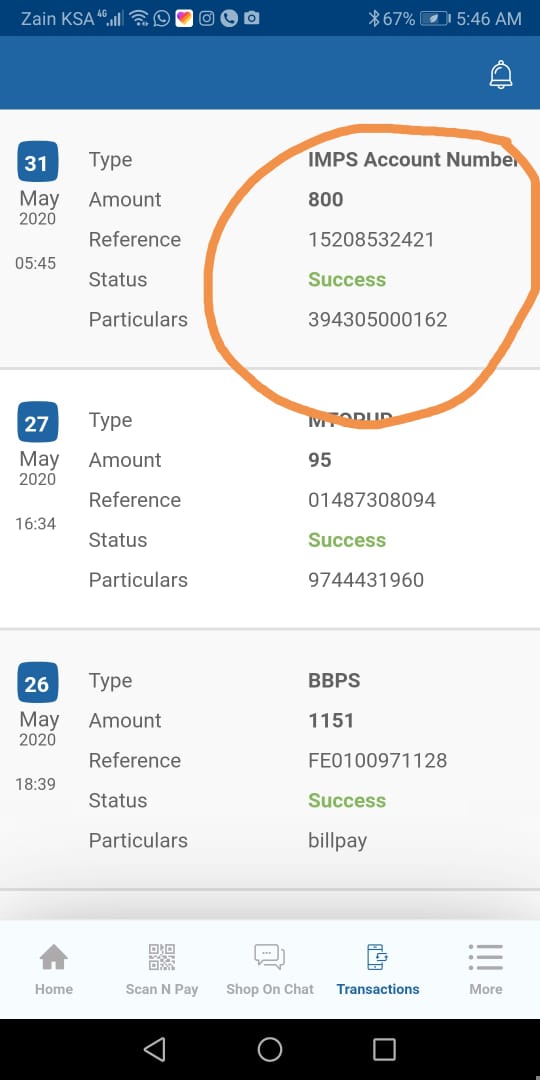 Zain KSA 4G 67% 5:46 AM
31 May 2020 05:45
Type IMPS Account Number
Amount 800
Reference 15208532421
Status Success
Particulars 394305000162
27 May 2020 16:34
Type MTOPUP
Amount 95
Reference 01487308094
Status Success
Particulars 9744431960
26 May 2020 18:39
Type BBPS
Amount 1151
Reference FE0100971128
Status Success
Particulars billpay
Home Scan N Pay Shop On Chat Transactions More